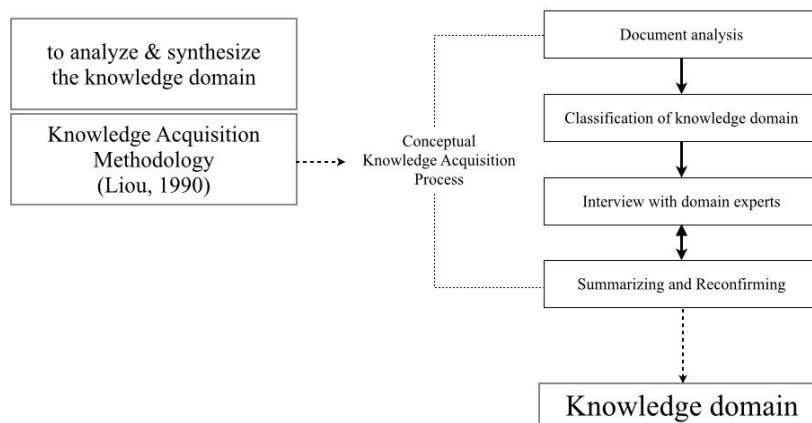 to analyze & synthesize
the knowledge domain
Knowledge Acquisition
Methodology
(Liou, 1990)
Conceptual
Knowledge Acquisition
Process
Document analysis
Classification of knowledge domain
Interview with domain experts
Summarizing and Reconfirming
Knowledge domain